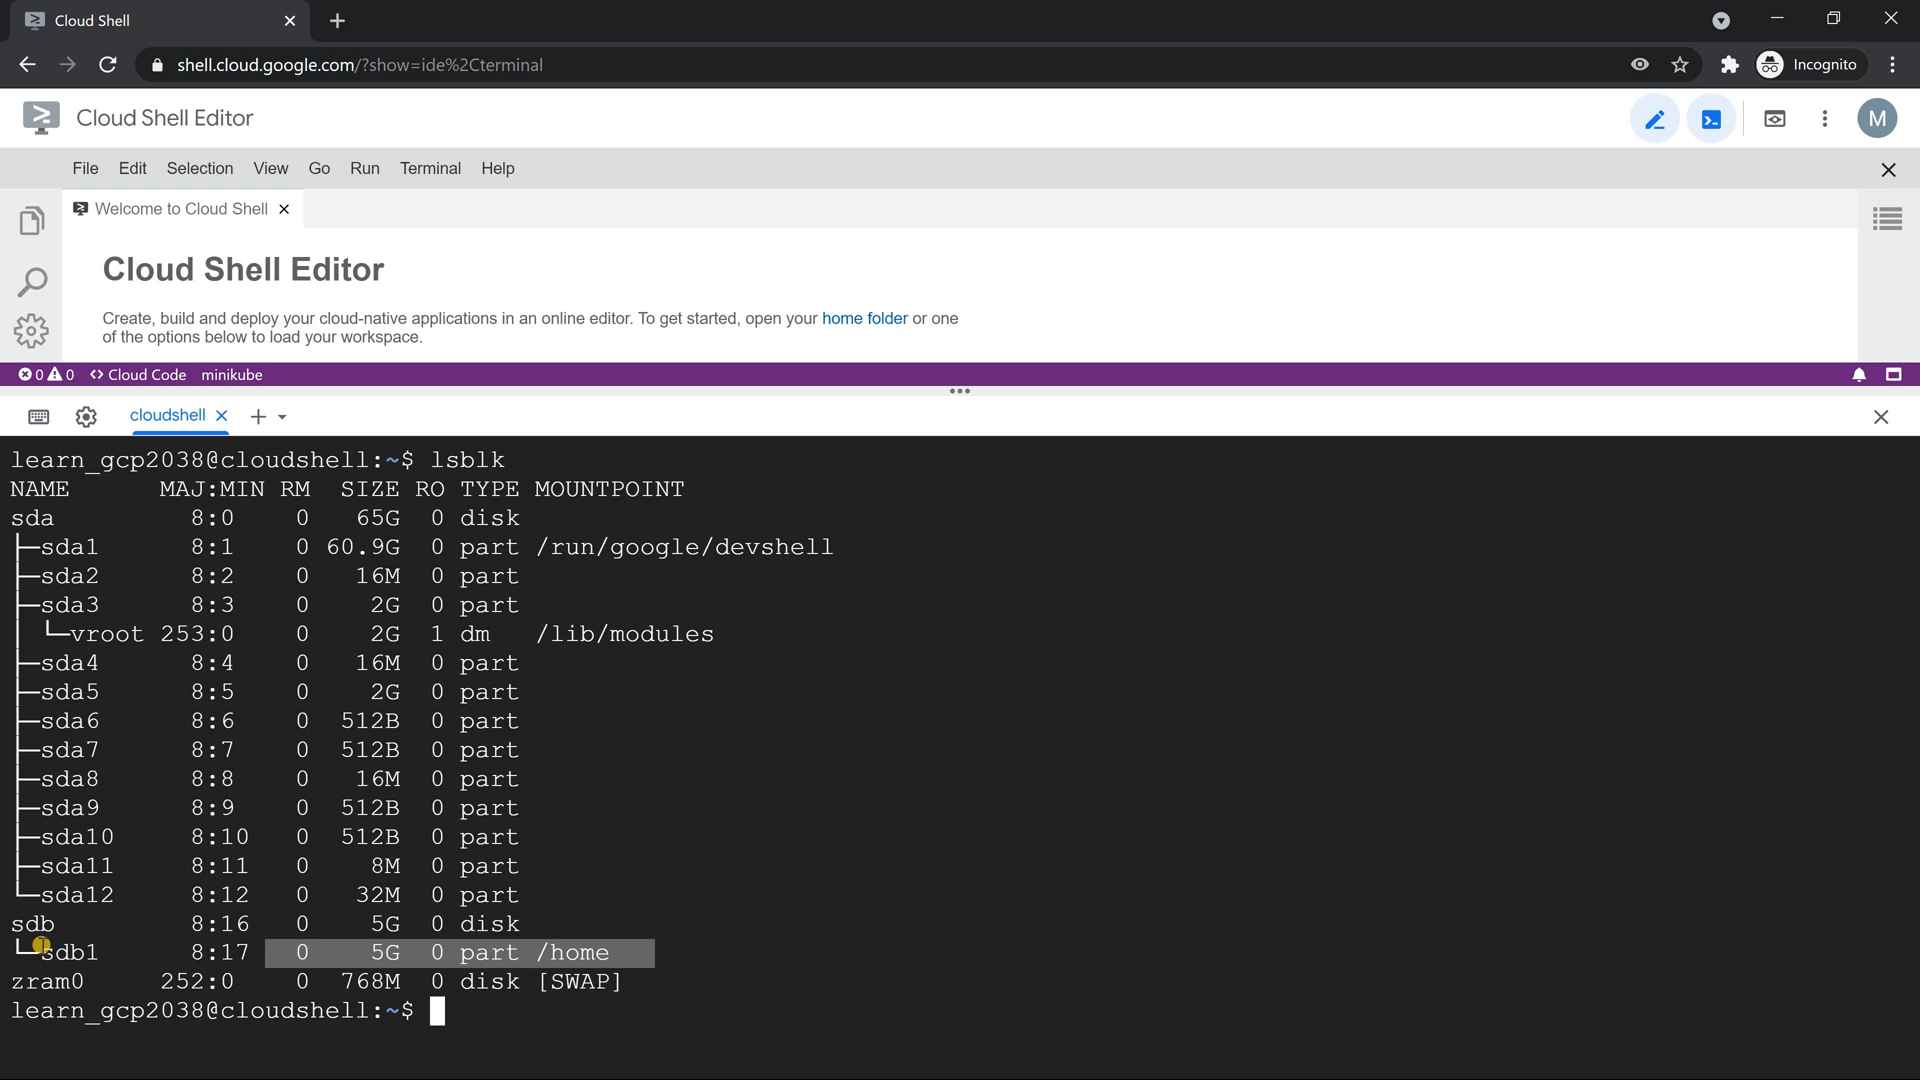 Cloud Shell
shell.cloud.google.com/?show=ide%2Cterminal
Incognito
Cloud Shell Editor
M
File Edit Selection View Go Run Terminal Help
Welcome to Cloud Shell
Cloud Shell Editor
Create, build and deploy your cloud-native applications in an online editor. To get started, open your home folder or one
of the options below to load your workspace.
0 0 <> Cloud Code minikube
cloudshell
learn_gcp2038@cloudshell:~$ lsblk
NAME MAJ:MIN RM SIZE RO TYPE MOUNTPOINT
sda 8:0 0 65G 0 disk
├─sda1 8:1 0 60.9G 0 part /run/google/devshell
├─sda2 8:2 0 16M 0 part
├─sda3 8:3 0 2G 0 part
│ └─vroot 253:0 0 2G 1 dm /lib/modules
├─sda4 8:4 0 16M 0 part
├─sda5 8:5 0 2G 0 part
├─sda6 8:6 0 512B 0 part
├─sda7 8:7 0 512B 0 part
├─sda8 8:8 0 16M 0 part
├─sda9 8:9 0 512B 0 part
├─sda10 8:10 0 512B 0 part
├─sda11 8:11 0 8M 0 part
└─sda12 8:12 0 32M 0 part
sdb 8:16 0 5G 0 disk
└─sdb1 8:17 0 5G 0 part /home
zram0 252:0 0 768M 0 disk [SWAP]
learn_gcp2038@cloudshell:~$